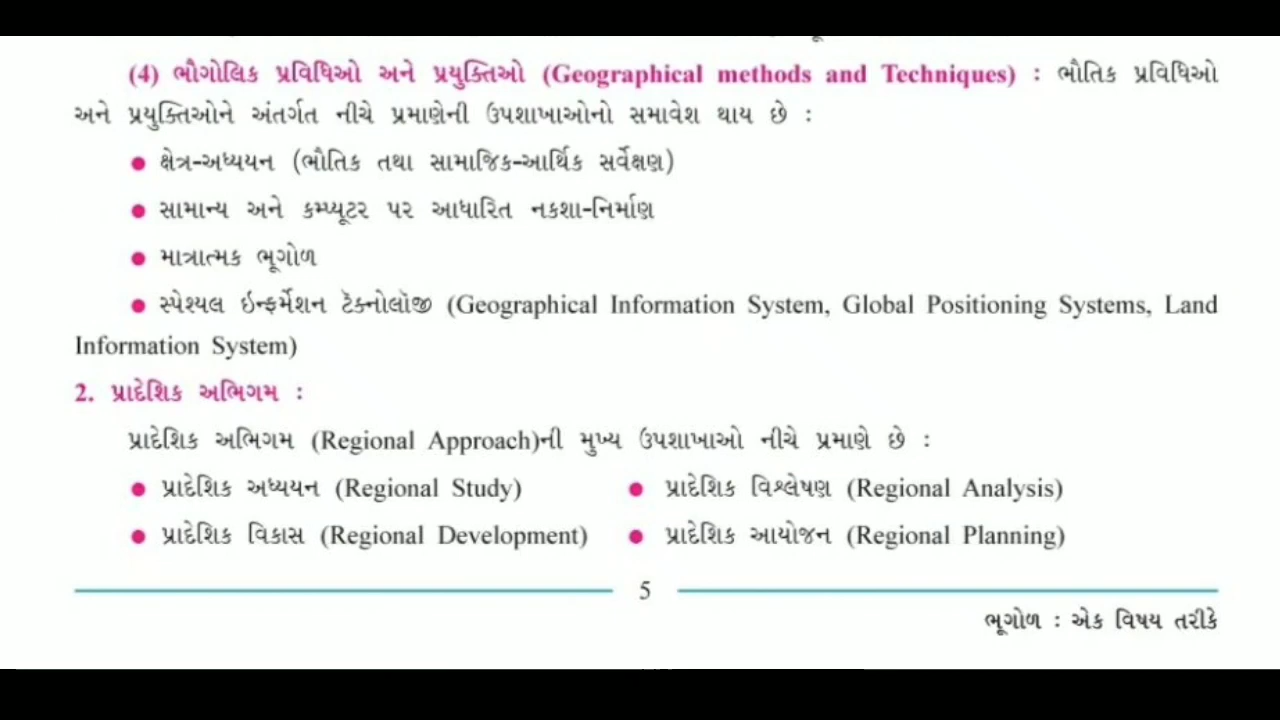 (4) ભૌગોલિક પ્રવિધિઓ અને પ્રયુક્તિઓ (Geographical methods and Techniques) : ભૌતિક પ્રવિધિઓ
અને પ્રયુક્તિઓને અંતર્ગત નીચે પ્રમાણેની ઉપશાખાઓનો સમાવેશ થાય છે :
● ક્ષેત્ર-અધ્યયન (ભૌતિક તથા સામાજિક-આર્થિક સર્વેક્ષણ)
● સામાન્ય અને કમ્પ્યૂટર પર આધારિત નકશા-નિર્માણ
● માત્રાત્મક ભૂગોળ
● સ્પેશ્યલ ઇન્ફર્મેશન ટૅક્નોલૉજી (Geographical Information System, Global Positioning Systems, Land
Information System)
2. પ્રાદેશિક અભિગમ :
પ્રાદેશિક અભિગમ (Regional Approach)ની મુખ્ય ઉપશાખાઓ નીચે પ્રમાણે છે :
● પ્રાદેશિક અધ્યયન (Regional Study) ● પ્રાદેશિક વિશ્લેષણ (Regional Analysis)
● પ્રાદેશિક વિકાસ (Regional Development) ● પ્રાદેશિક આયોજન (Regional Planning)
5
ભૂગોળ : એક વિષય તરીકે